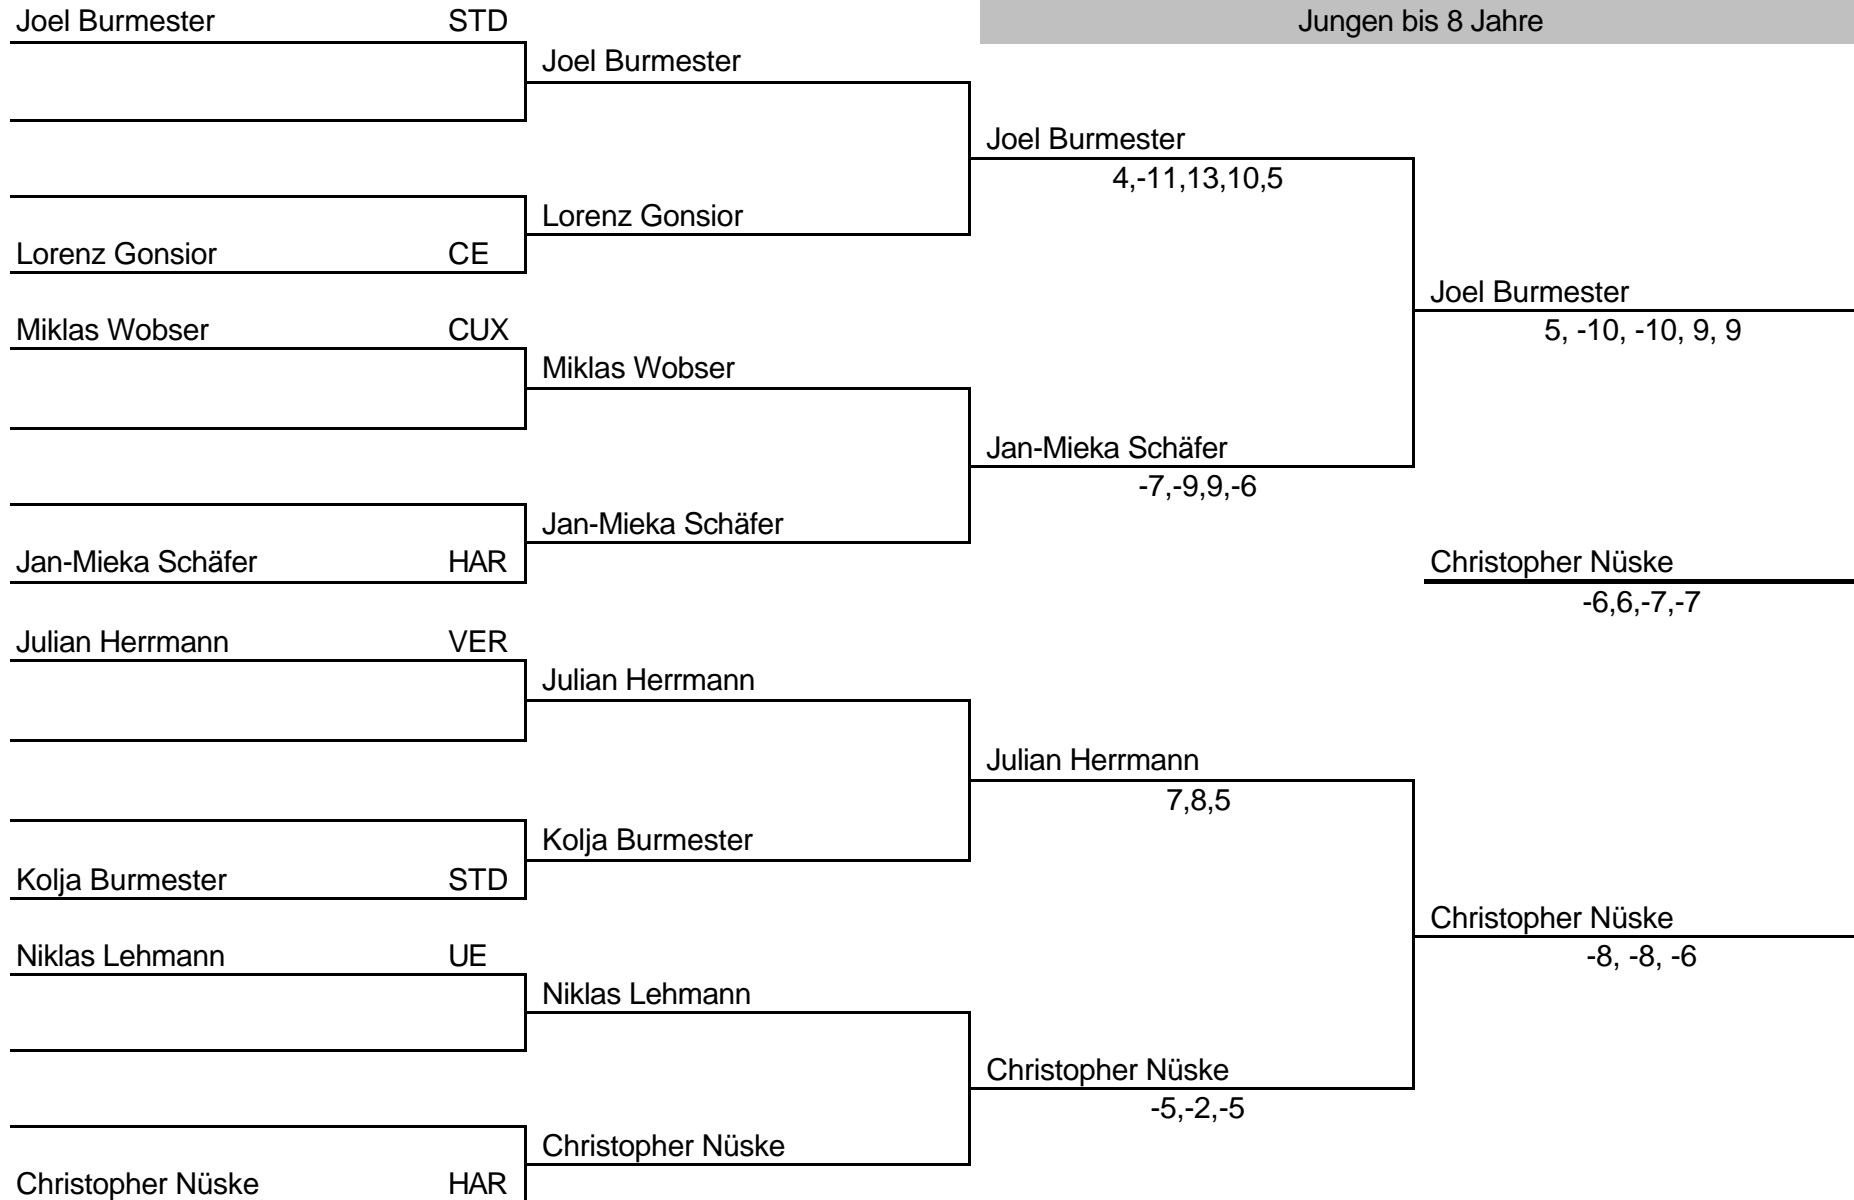 Joel Burmester STD
Jungen bis 8 Jahre
Joel Burmester
Joel Burmester
4,-11,13,10,5
Lorenz Gonsior
Lorenz Gonsior CE
Joel Burmester
5, -10, -10, 9, 9
Miklas Wobser CUX
Miklas Wobser
Jan-Mieka Schäfer
-7,-9,9,-6
Jan-Mieka Schäfer
Jan-Mieka Schäfer HAR
Christopher Nüske
-6,6,-7,-7
Julian Herrmann VER
Julian Herrmann
Julian Herrmann
7,8,5
Kolja Burmester
Kolja Burmester STD
Christopher Nüske
-8, -8, -6
Niklas Lehmann UE
Niklas Lehmann
Christopher Nüske
-5,-2,-5
Christopher Nüske
Christopher Nüske HAR